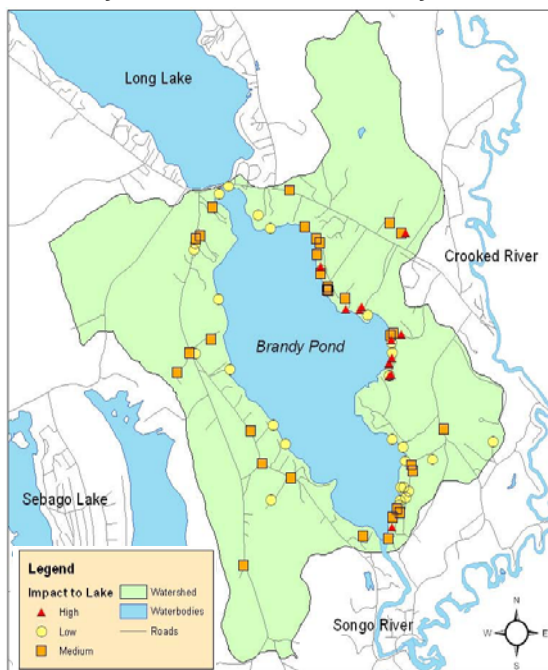 Long Lake
Crooked River
Brandy Pond
Sebago Lake
Legend
Impact to Lake
High
Low
Medium
Watershed
Waterbodies
Roads
Songo River
N
W
E
S